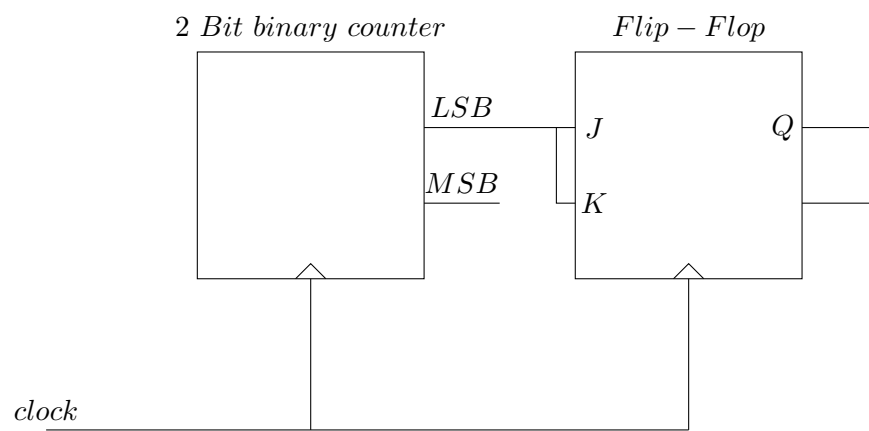 2 Bit binary counter
Flip – Flop
LSB
J
Q
MSB
K
clock